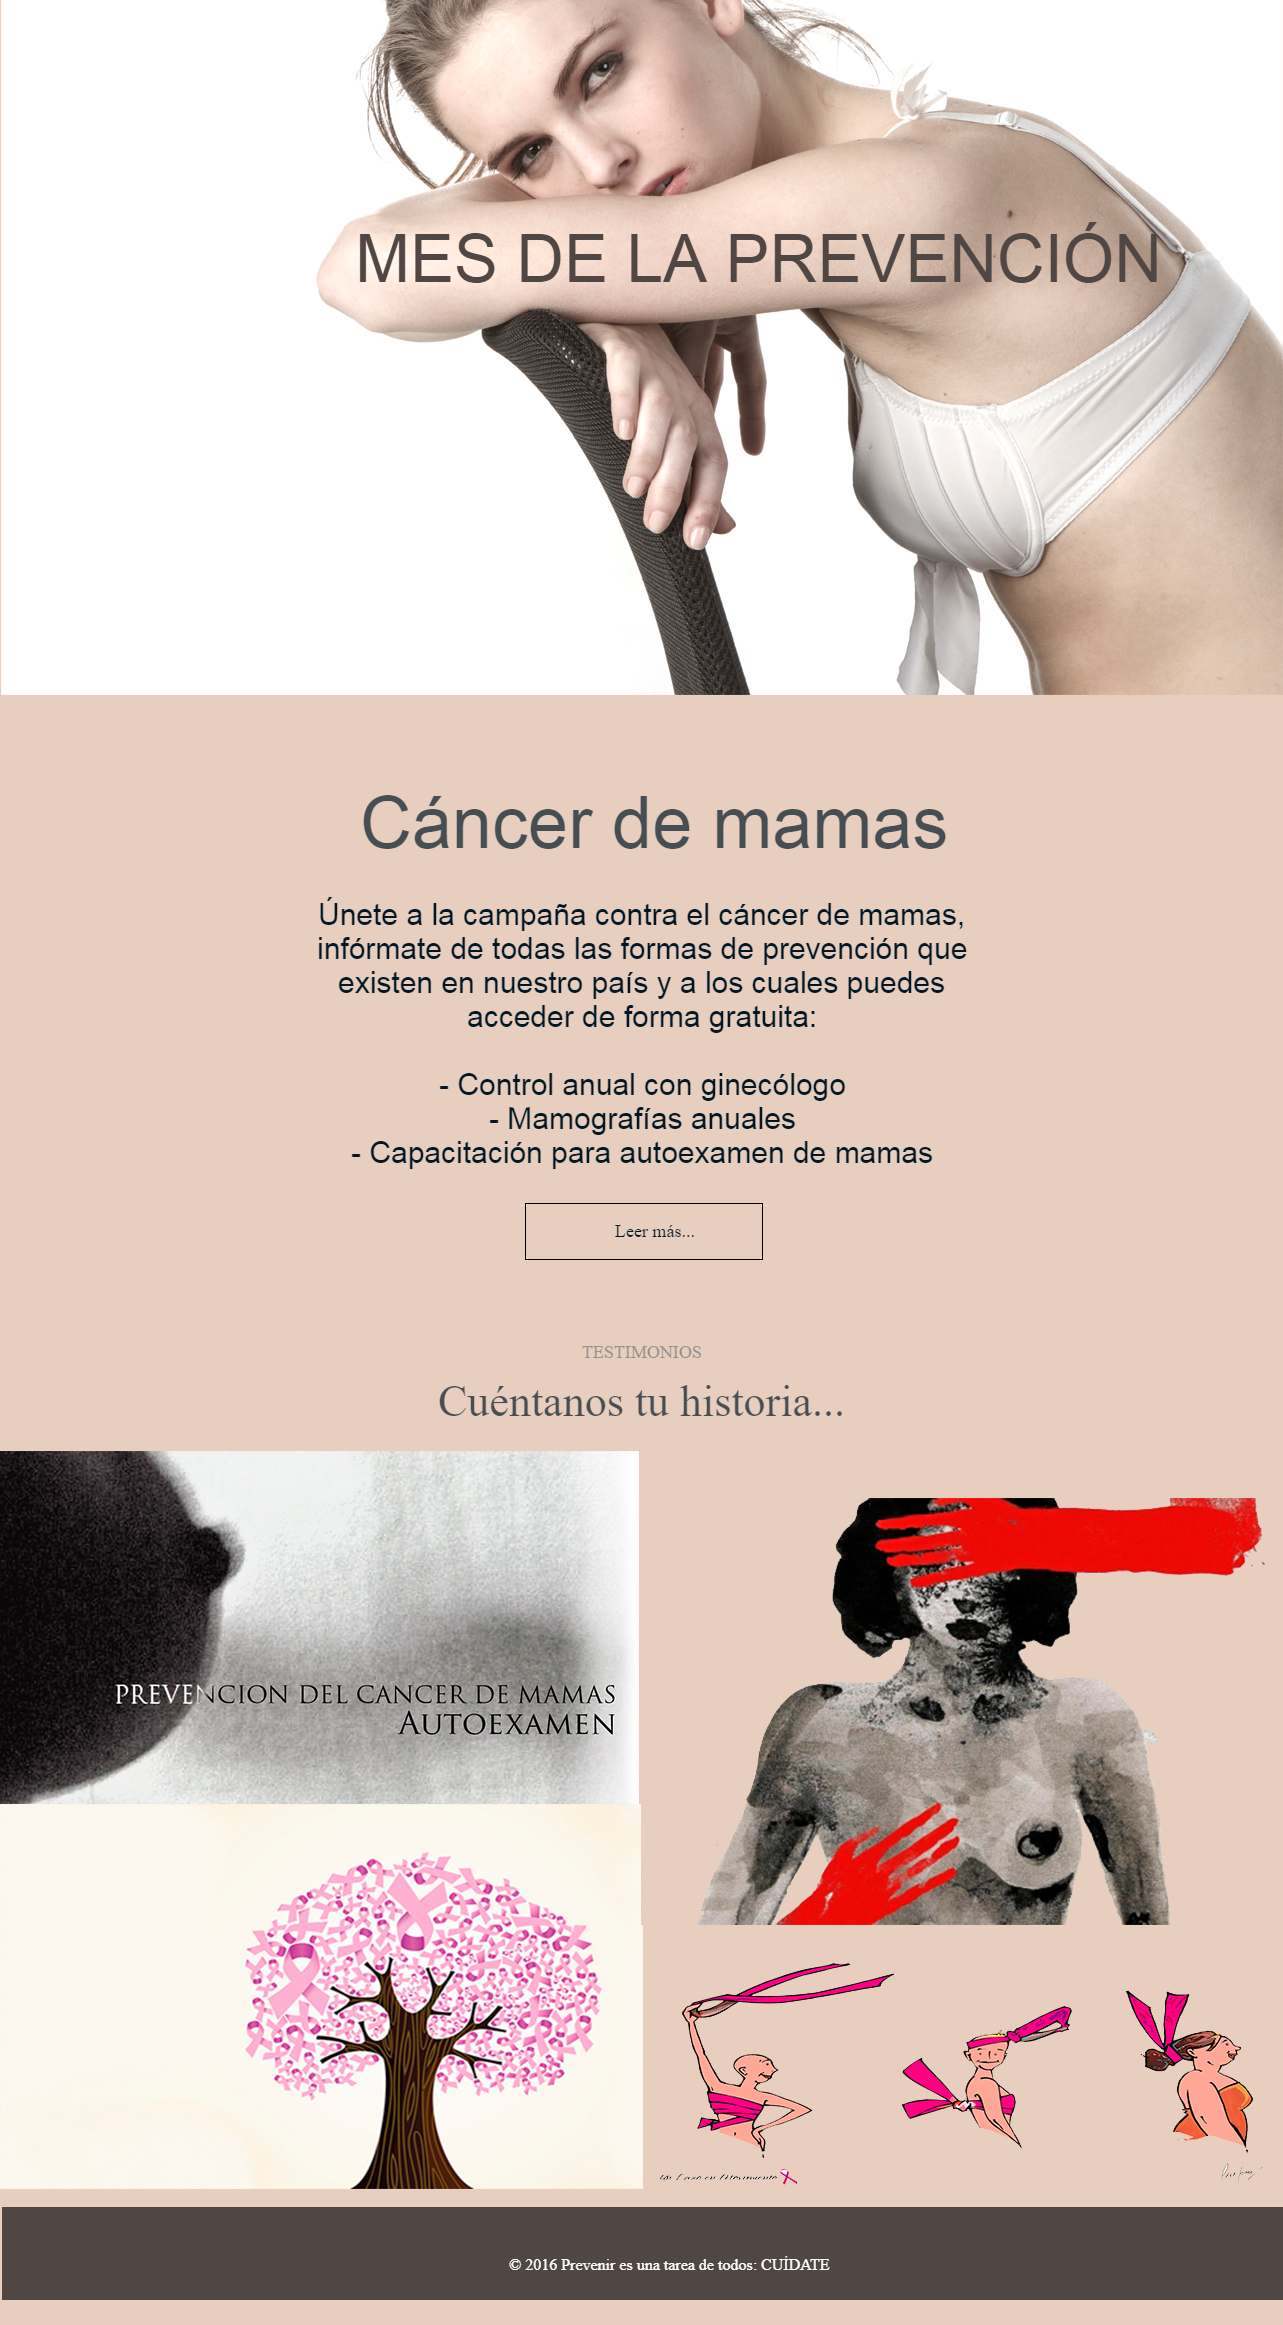 MES DE LA PREVENCIÓN
Cáncer de mamas
Únete a la campaña contra el cáncer de mamas,
infórmate de todas las formas de prevención que
existen en nuestro país y a los cuales puedes
acceder de forma gratuita:
- Control anual con ginecólogo
- Mamografías anuales
- Capacitación para autoexamen de mamas
Leer más...
TESTIMONIOS
Cuéntanos tu historia...
PREVENCION DEL CANCER DE MAMAS
AUTOEXAMEN
© 2016 Prevenir es una tarea de todos: CUÍDATE